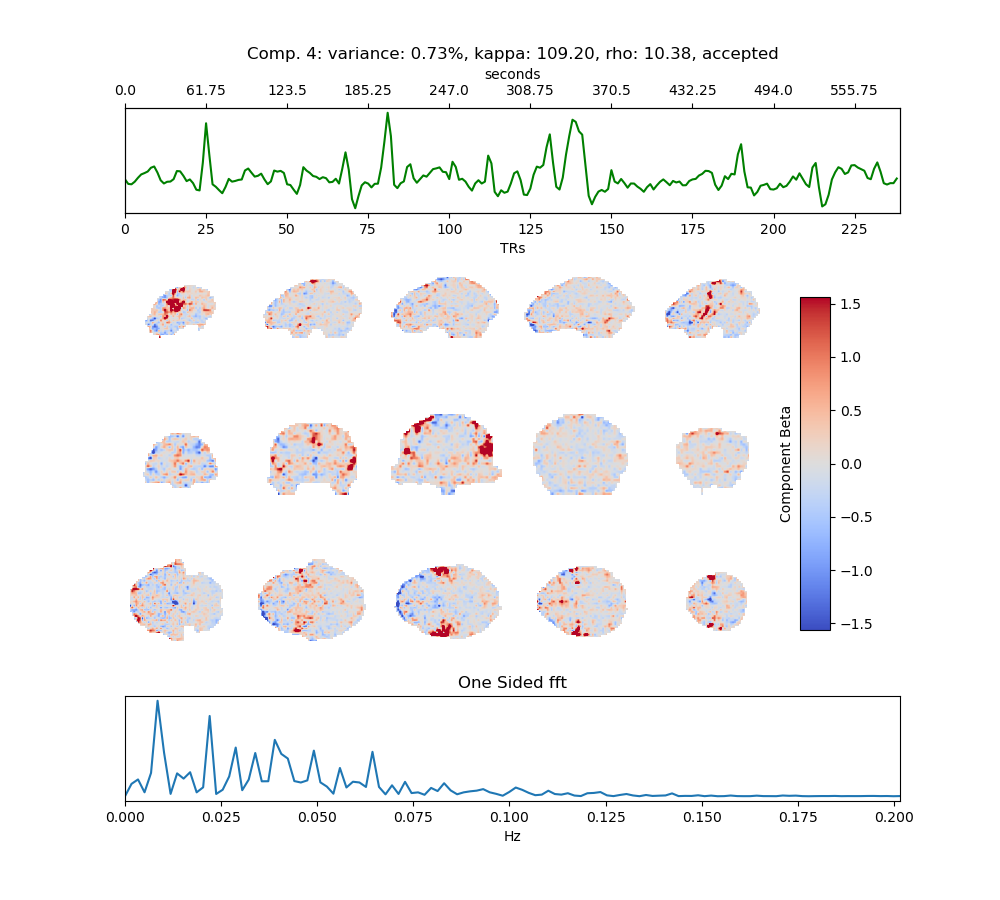 Comp. 4: variance: 0.73%, kappa: 109.20, rho: 10.38, accepted
seconds
0.0 61.75 123.5 185.25 247.0 308.75 370.5 432.25 494.0 555.75
0 25 50 75 100 125 150 175 200 225
TRs
Component Beta
1.5
1.0
0.5
0.0
−0.5
−1.0
−1.5
One Sided fft
0.000 0.025 0.050 0.075 0.100 0.125 0.150 0.175 0.200
Hz